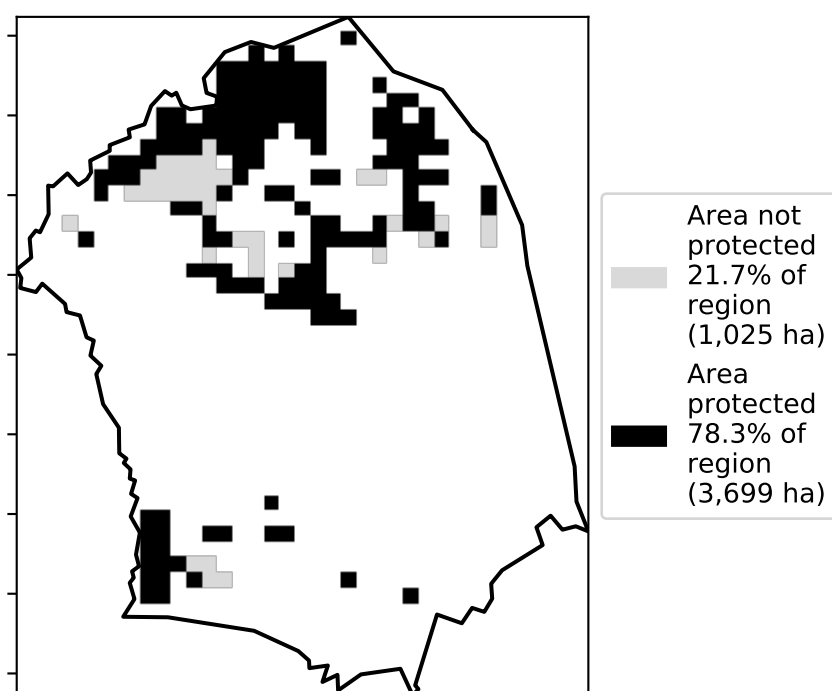 Area not
protected
21.7% of
region
(1,025 ha)
Area
protected
78.3% of
region
(3,699 ha)